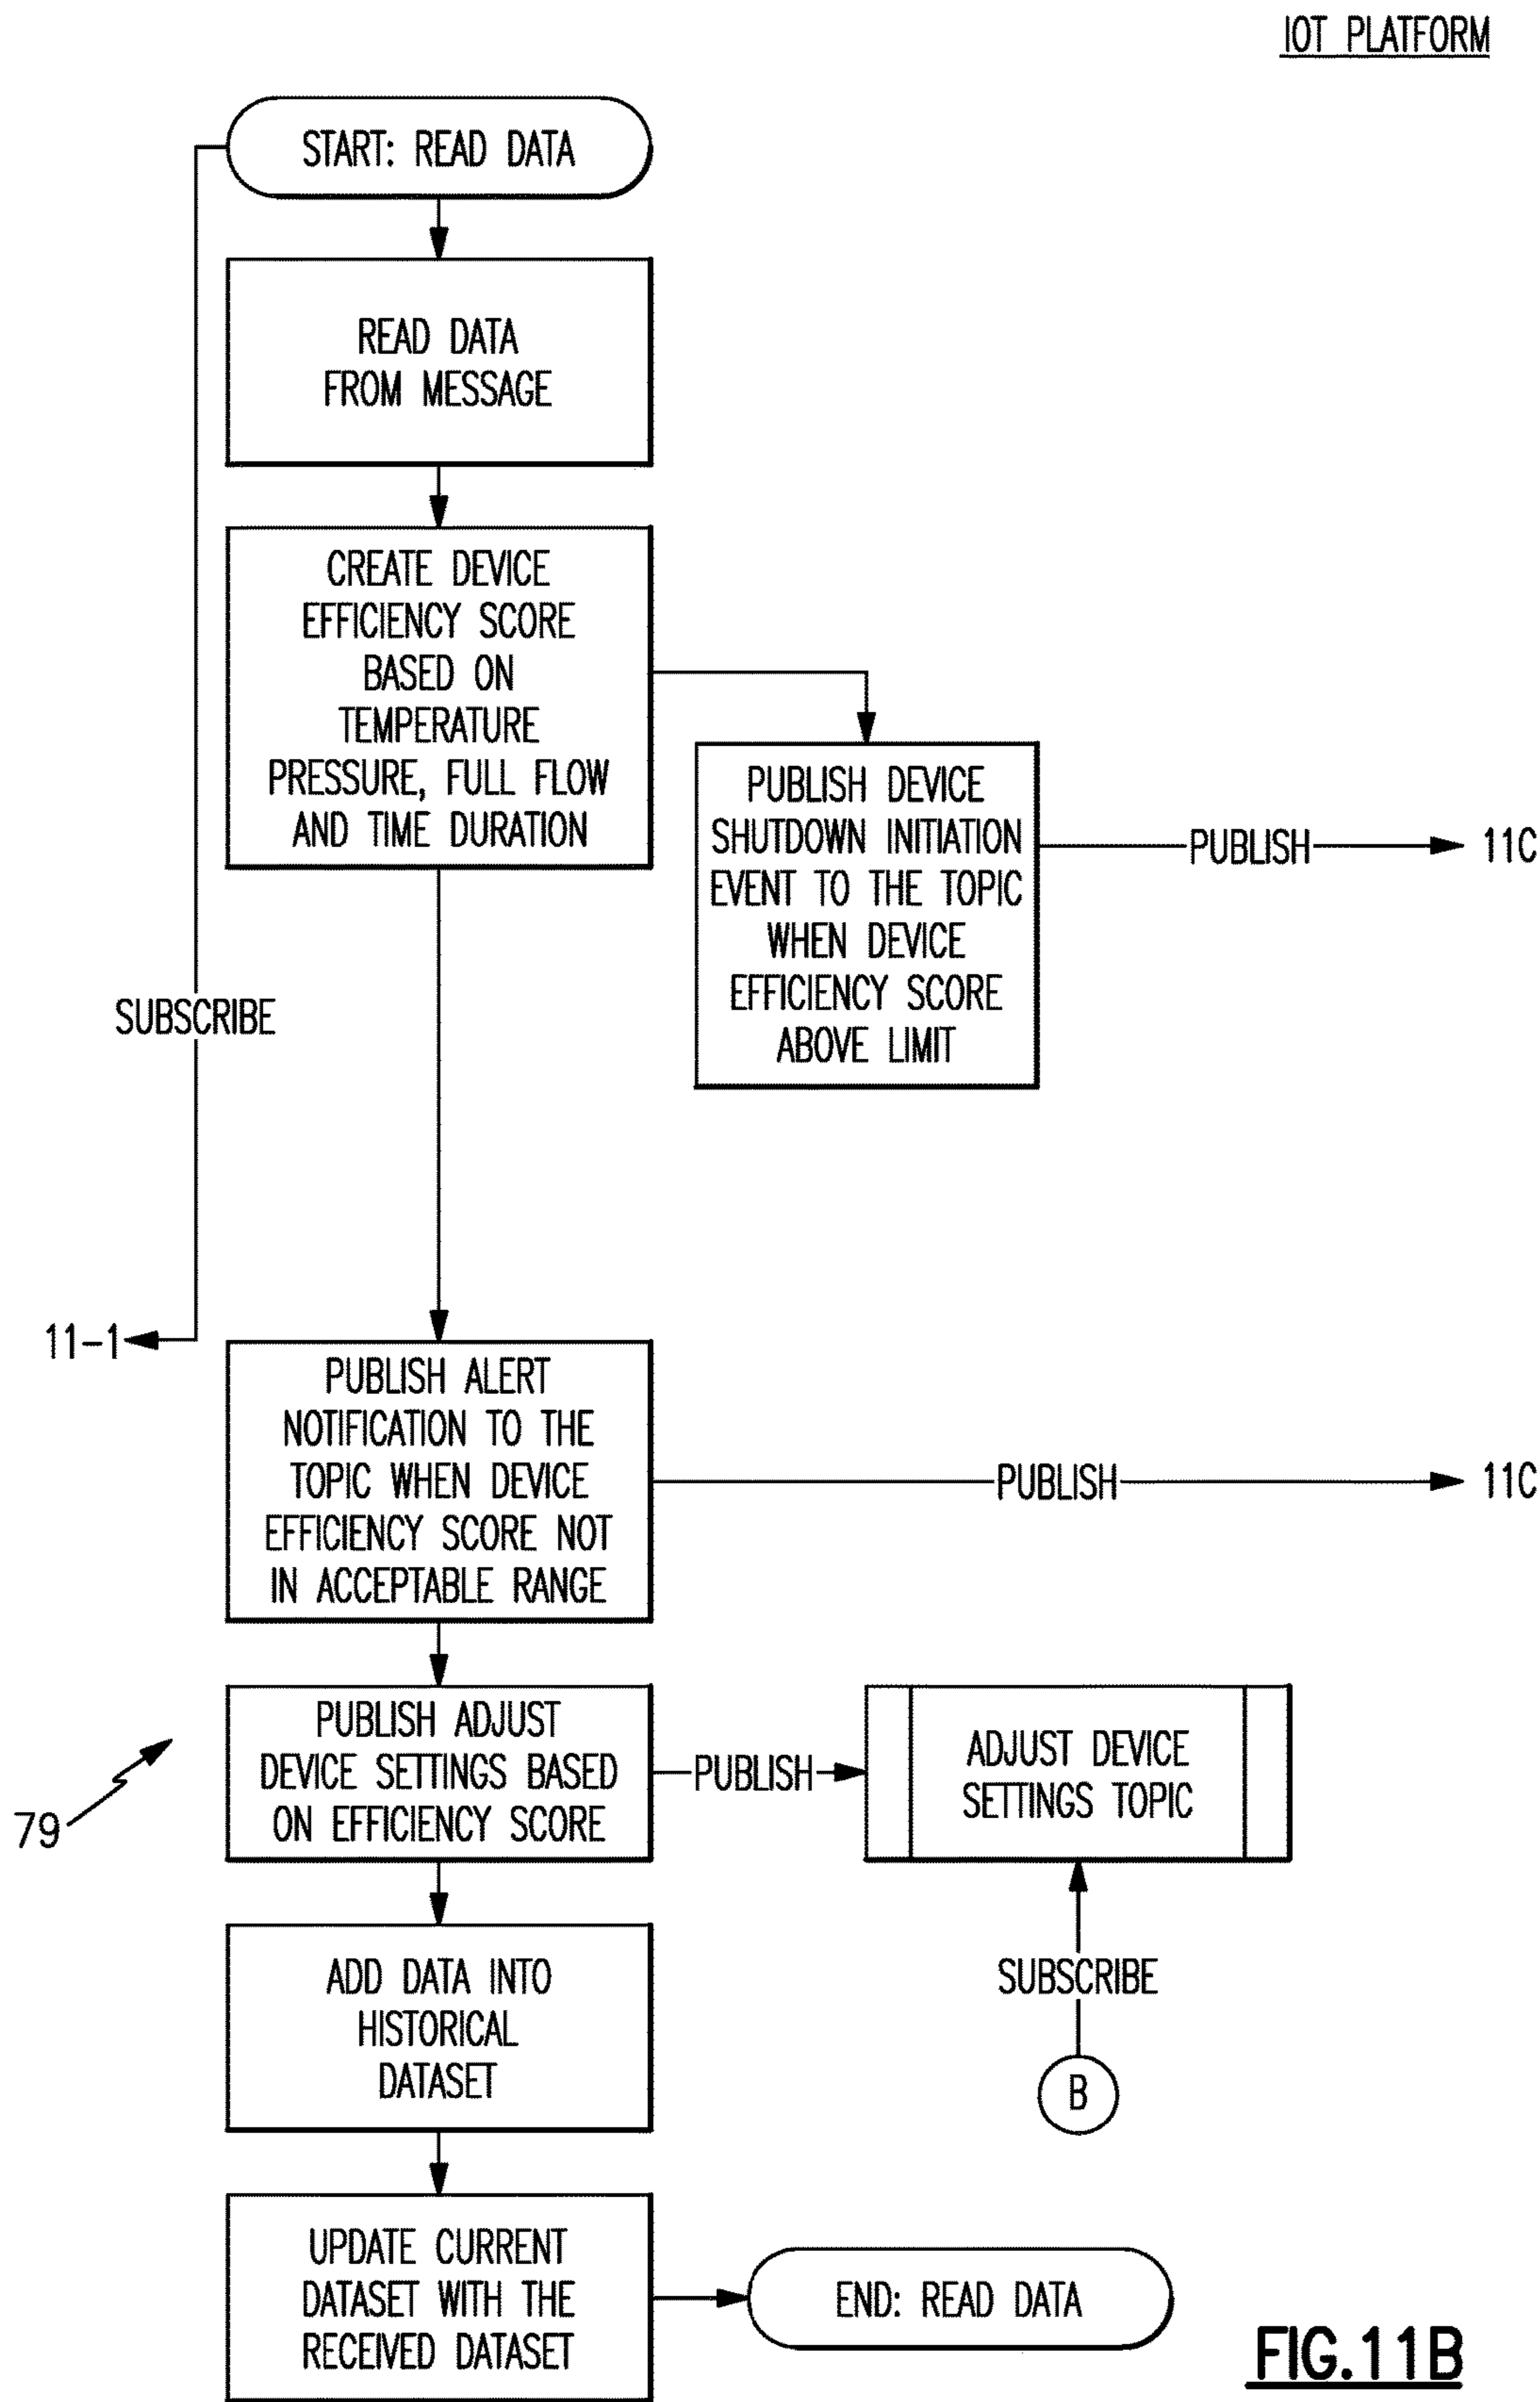 IOT PLATFORM
START: READ DATA
READ DATA
FROM MESSAGE
CREATE DEVICE
EFFICIENCY SCORE
BASED ON
TEMPERATURE
PRESSURE, FULL FLOW
AND TIME DURATION
PUBLISH DEVICE
SHUTDOWN INITIATION
EVENT TO THE TOPIC
WHEN DEVICE
EFFICIENCY SCORE
ABOVE LIMIT
PUBLISH
11C
SUBSCRIBE
11-1
PUBLISH ALERT
NOTIFICATION TO THE
TOPIC WHEN DEVICE
EFFICIENCY SCORE NOT
IN ACCEPTABLE RANGE
PUBLISH
11C
PUBLISH ADJUST
DEVICE SETTINGS BASED
ON EFFICIENCY SCORE
PUBLISH
ADJUST DEVICE
SETTINGS TOPIC
79
SUBSCRIBE
B
ADD DATA INTO
HISTORICAL
DATASET
UPDATE CURRENT
DATASET WITH THE
RECEIVED DATASET
END: READ DATA
FIG.11B